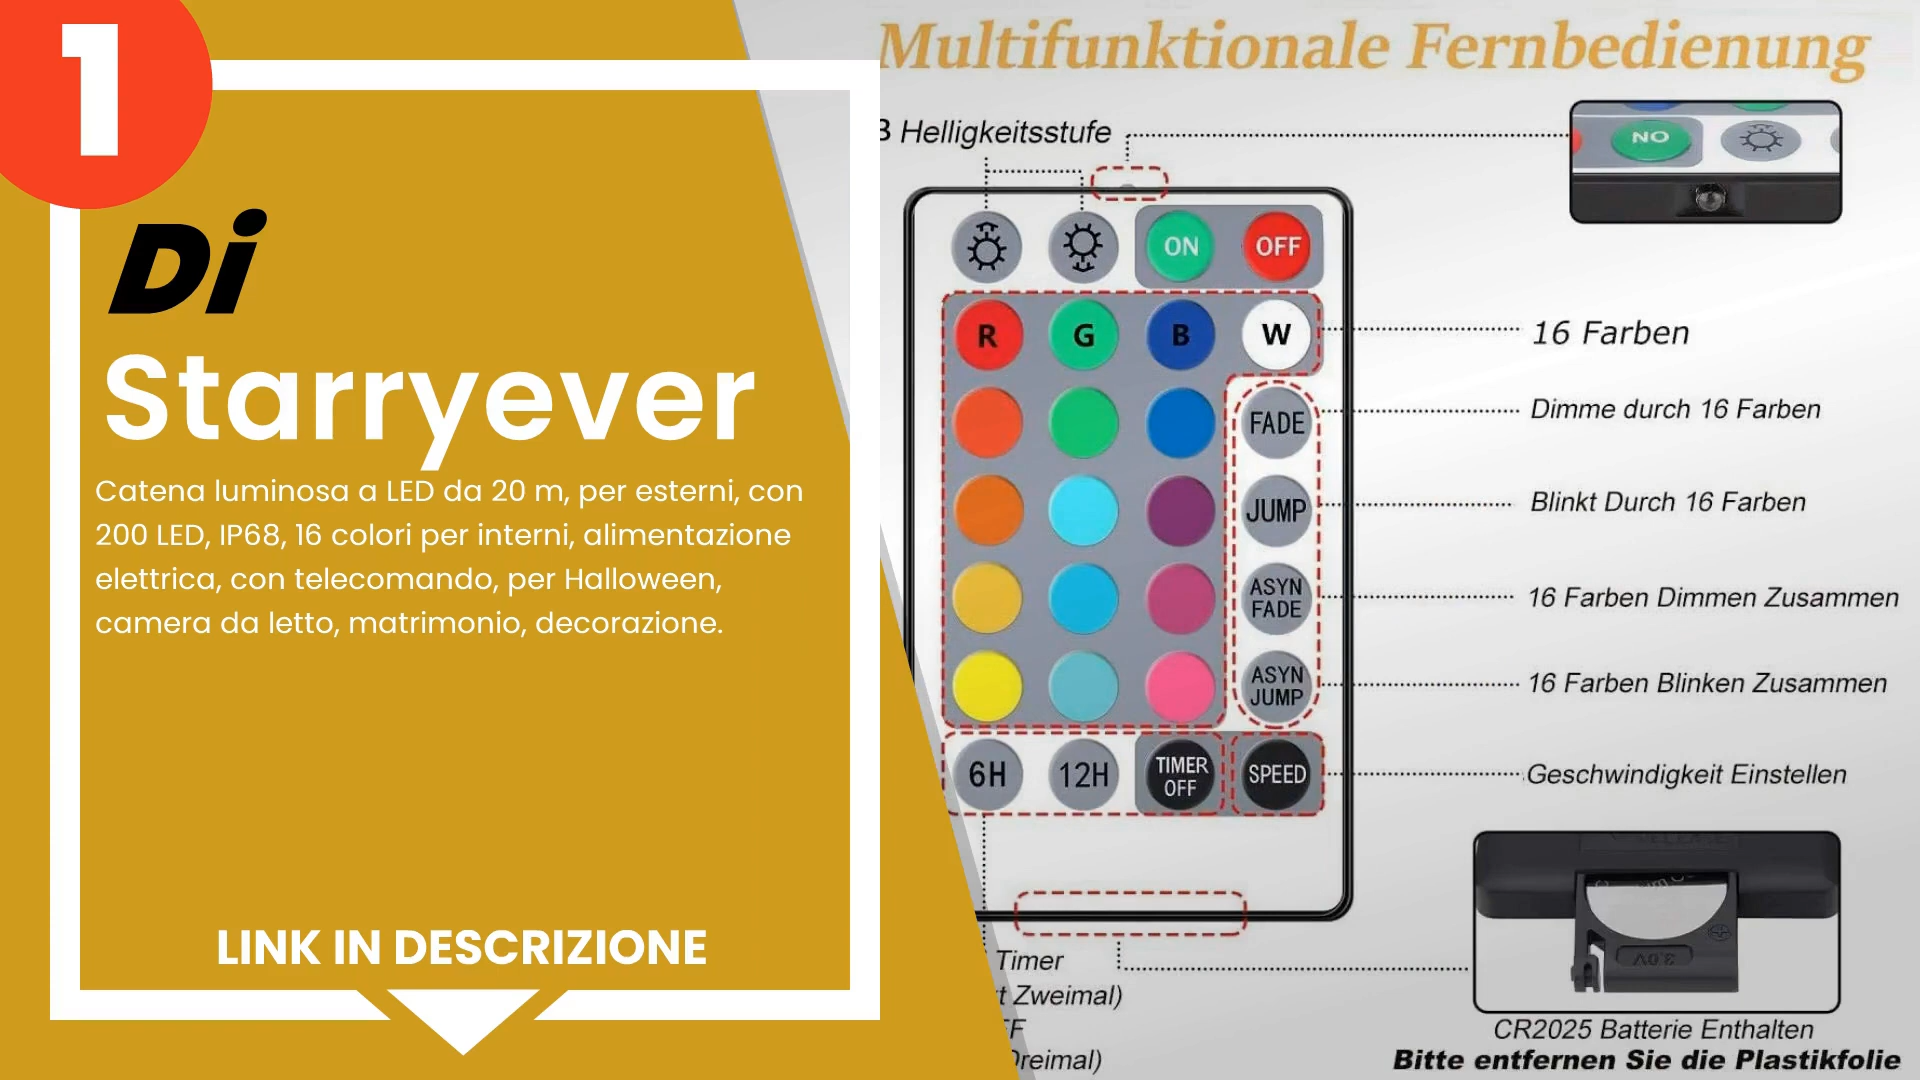 1
Di
Starryever
Catena luminosa a LED da 20 m, per esterni, con
200 LED, IP68, 16 colori per interni, alimentazione
elettrica, con telecomando, per Halloween,
camera da letto, matrimonio, decorazione.
LINK IN DESCRIZIONE
Multifunktionale Fernbedienung
Helligkeitsstufe
NO
ON OFF
R G B W
16 Farben
FADE
Dimme durch 16 Farben
JUMP
Blinkt Durch 16 Farben
ASYN
FADE
16 Farben Dimmen Zusammen
ASYN
JUMP
16 Farben Blinken Zusammen
6H 12H TIMER
OFF
SPEED
Geschwindigkeit Einstellen
Timer
Zweimal)
Dreimal)
3.0V
CR2025 Batterie Enthalten
Bitte entfernen Sie die Plastikfolie